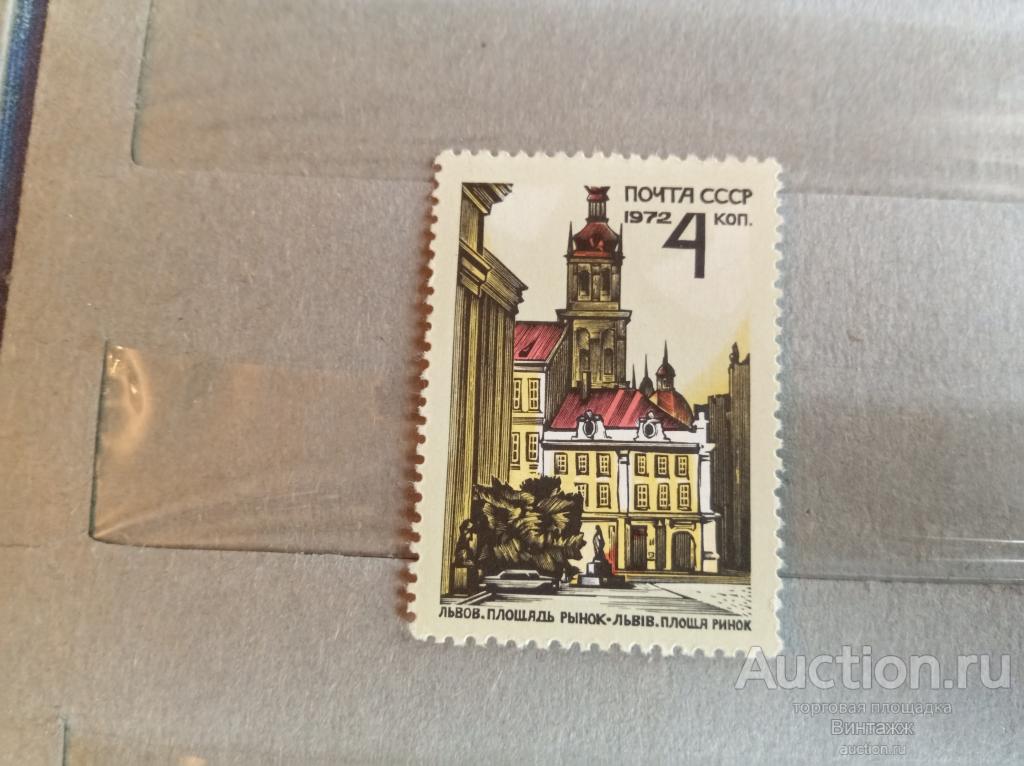 ПОЧТА СССР
1972 4 КОП.
ЛЬВОВ. ПЛОЩАДЬ РЫНОК • ЛЬВІВ. ПЛОЩА РИНОК
Auction.ru
торговая площадка
Винтажж
auction.ru